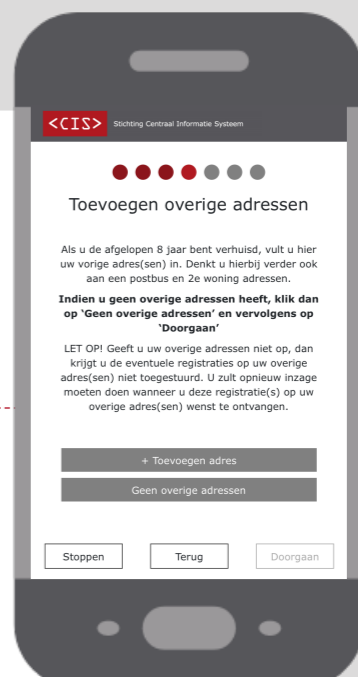 <CIS> Stichting Centraal Informatie Systeem
Toevoegen overige adressen
Als u de afgelopen 8 jaar bent verhuisd, vult u hier
uw vorige adres(sen) in. Denkt u hierbij verder ook
aan een postbus en 2e woning adressen.
Indien u geen overige adressen heeft, klik dan
op ‘Geen overige adressen’ en vervolgens op
‘Doorgaan’
LET OP! Geeft u uw overige adressen niet op, dan
krijgt u de eventuele registraties op uw overige
adres(sen) niet toegestuurd. U zult opnieuw inzage
moeten doen wanneer u deze registratie(s) op uw
overige adres(sen) wenst te ontvangen.
+ Toevoegen adres
Geen overige adressen
Stoppen Terug Doorgaan